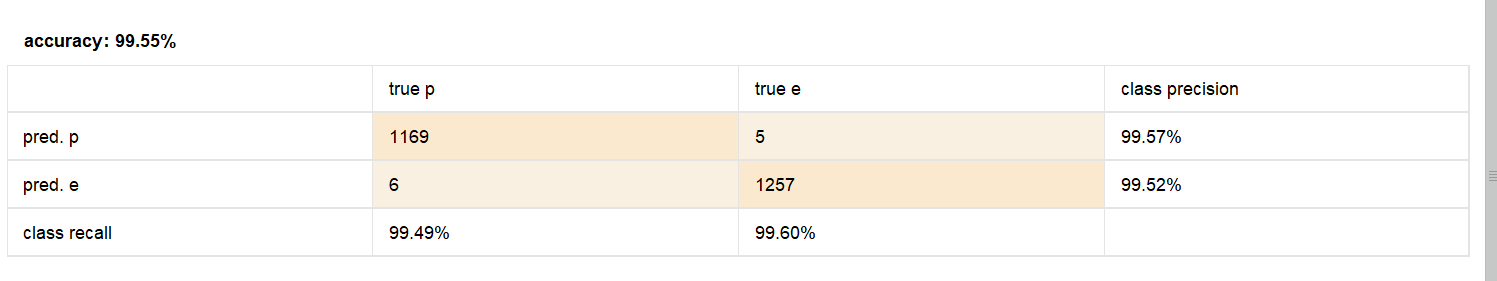 accuracy: 99.55%
true p true e class precision
pred. p 1169 5 99.57%
pred. e 6 1257 99.52%
class recall 99.49% 99.60%